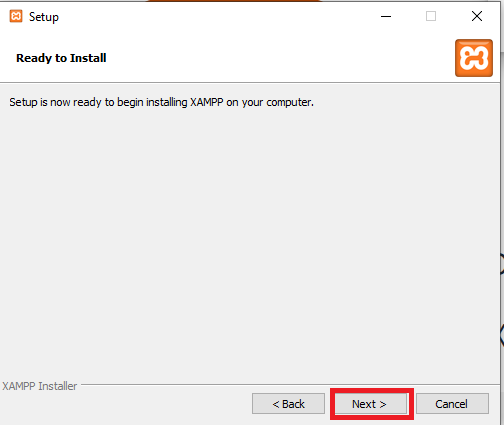 Setup
Ready to Install
Setup is now ready to begin installing XAMPP on your computer.
XAMPP Installer
< Back
Next >
Cancel